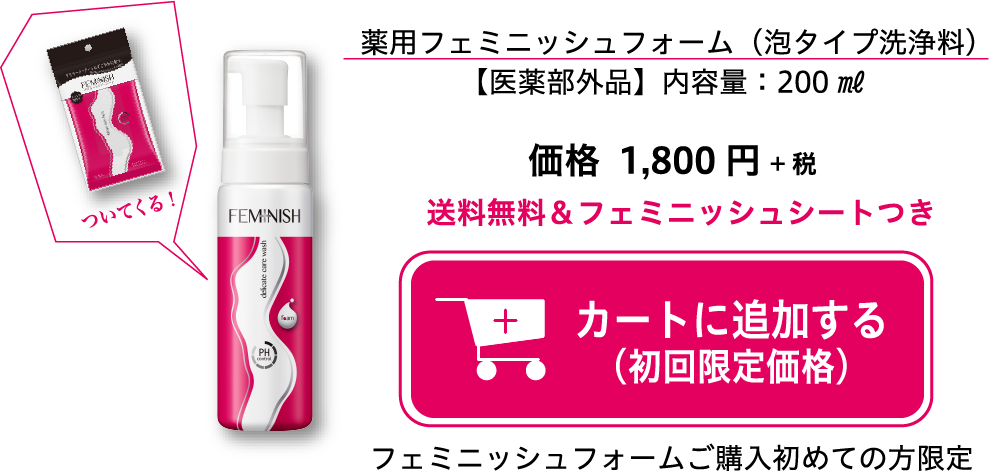 薬用フェミニッシュフォーム（泡タイプ洗浄料）
【医薬部外品】内容量：200 ㎖
価格 1,800 円 + 税
送料無料＆フェミニッシュシートつき
カートに追加する
（初回限定価格）
フェミニッシュフォームご購入初めての方限定
FEMINISH
ついてくる！
FEMINISH
delicate care wash
foam
PH
control